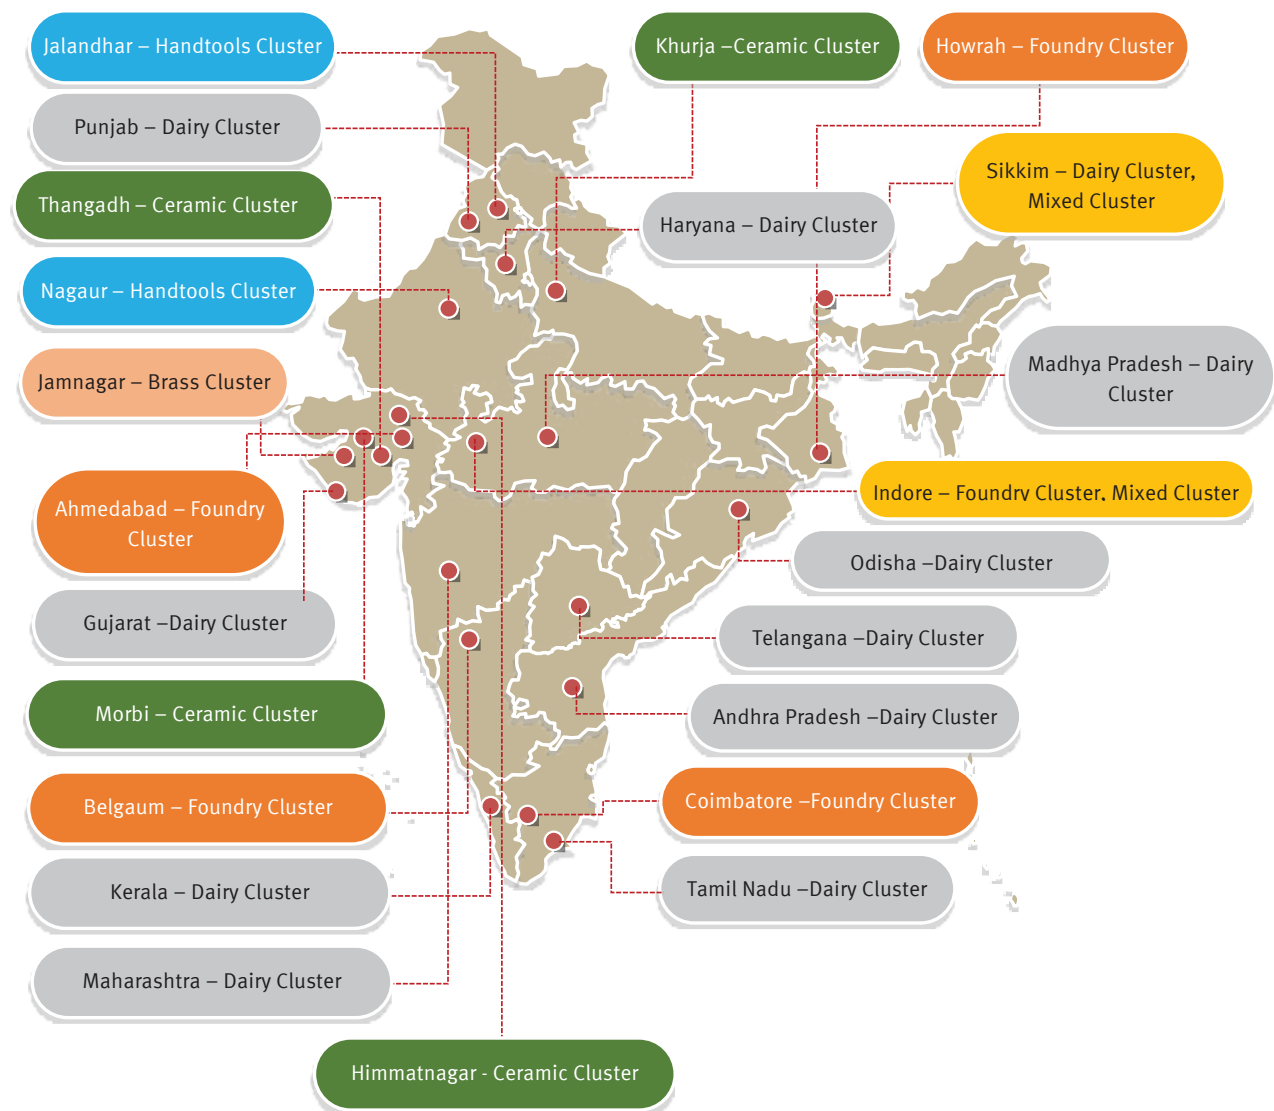 Jalandhar – Handtools Cluster
Khurja –Ceramic Cluster
Howrah – Foundry Cluster
Punjab – Dairy Cluster
Sikkim – Dairy Cluster,
Mixed Cluster
Thangadh – Ceramic Cluster
Haryana – Dairy Cluster
Nagaur – Handtools Cluster
Madhya Pradesh – Dairy
Cluster
Jamnagar – Brass Cluster
Indore – Foundry Cluster, Mixed Cluster
Ahmedabad – Foundry
Cluster
Odisha –Dairy Cluster
Gujarat –Dairy Cluster
Telangana –Dairy Cluster
Morbi – Ceramic Cluster
Andhra Pradesh –Dairy Cluster
Belgaum – Foundry Cluster
Coimbatore –Foundry Cluster
Kerala – Dairy Cluster
Tamil Nadu –Dairy Cluster
Maharashtra – Dairy Cluster
Himmatnagar - Ceramic Cluster